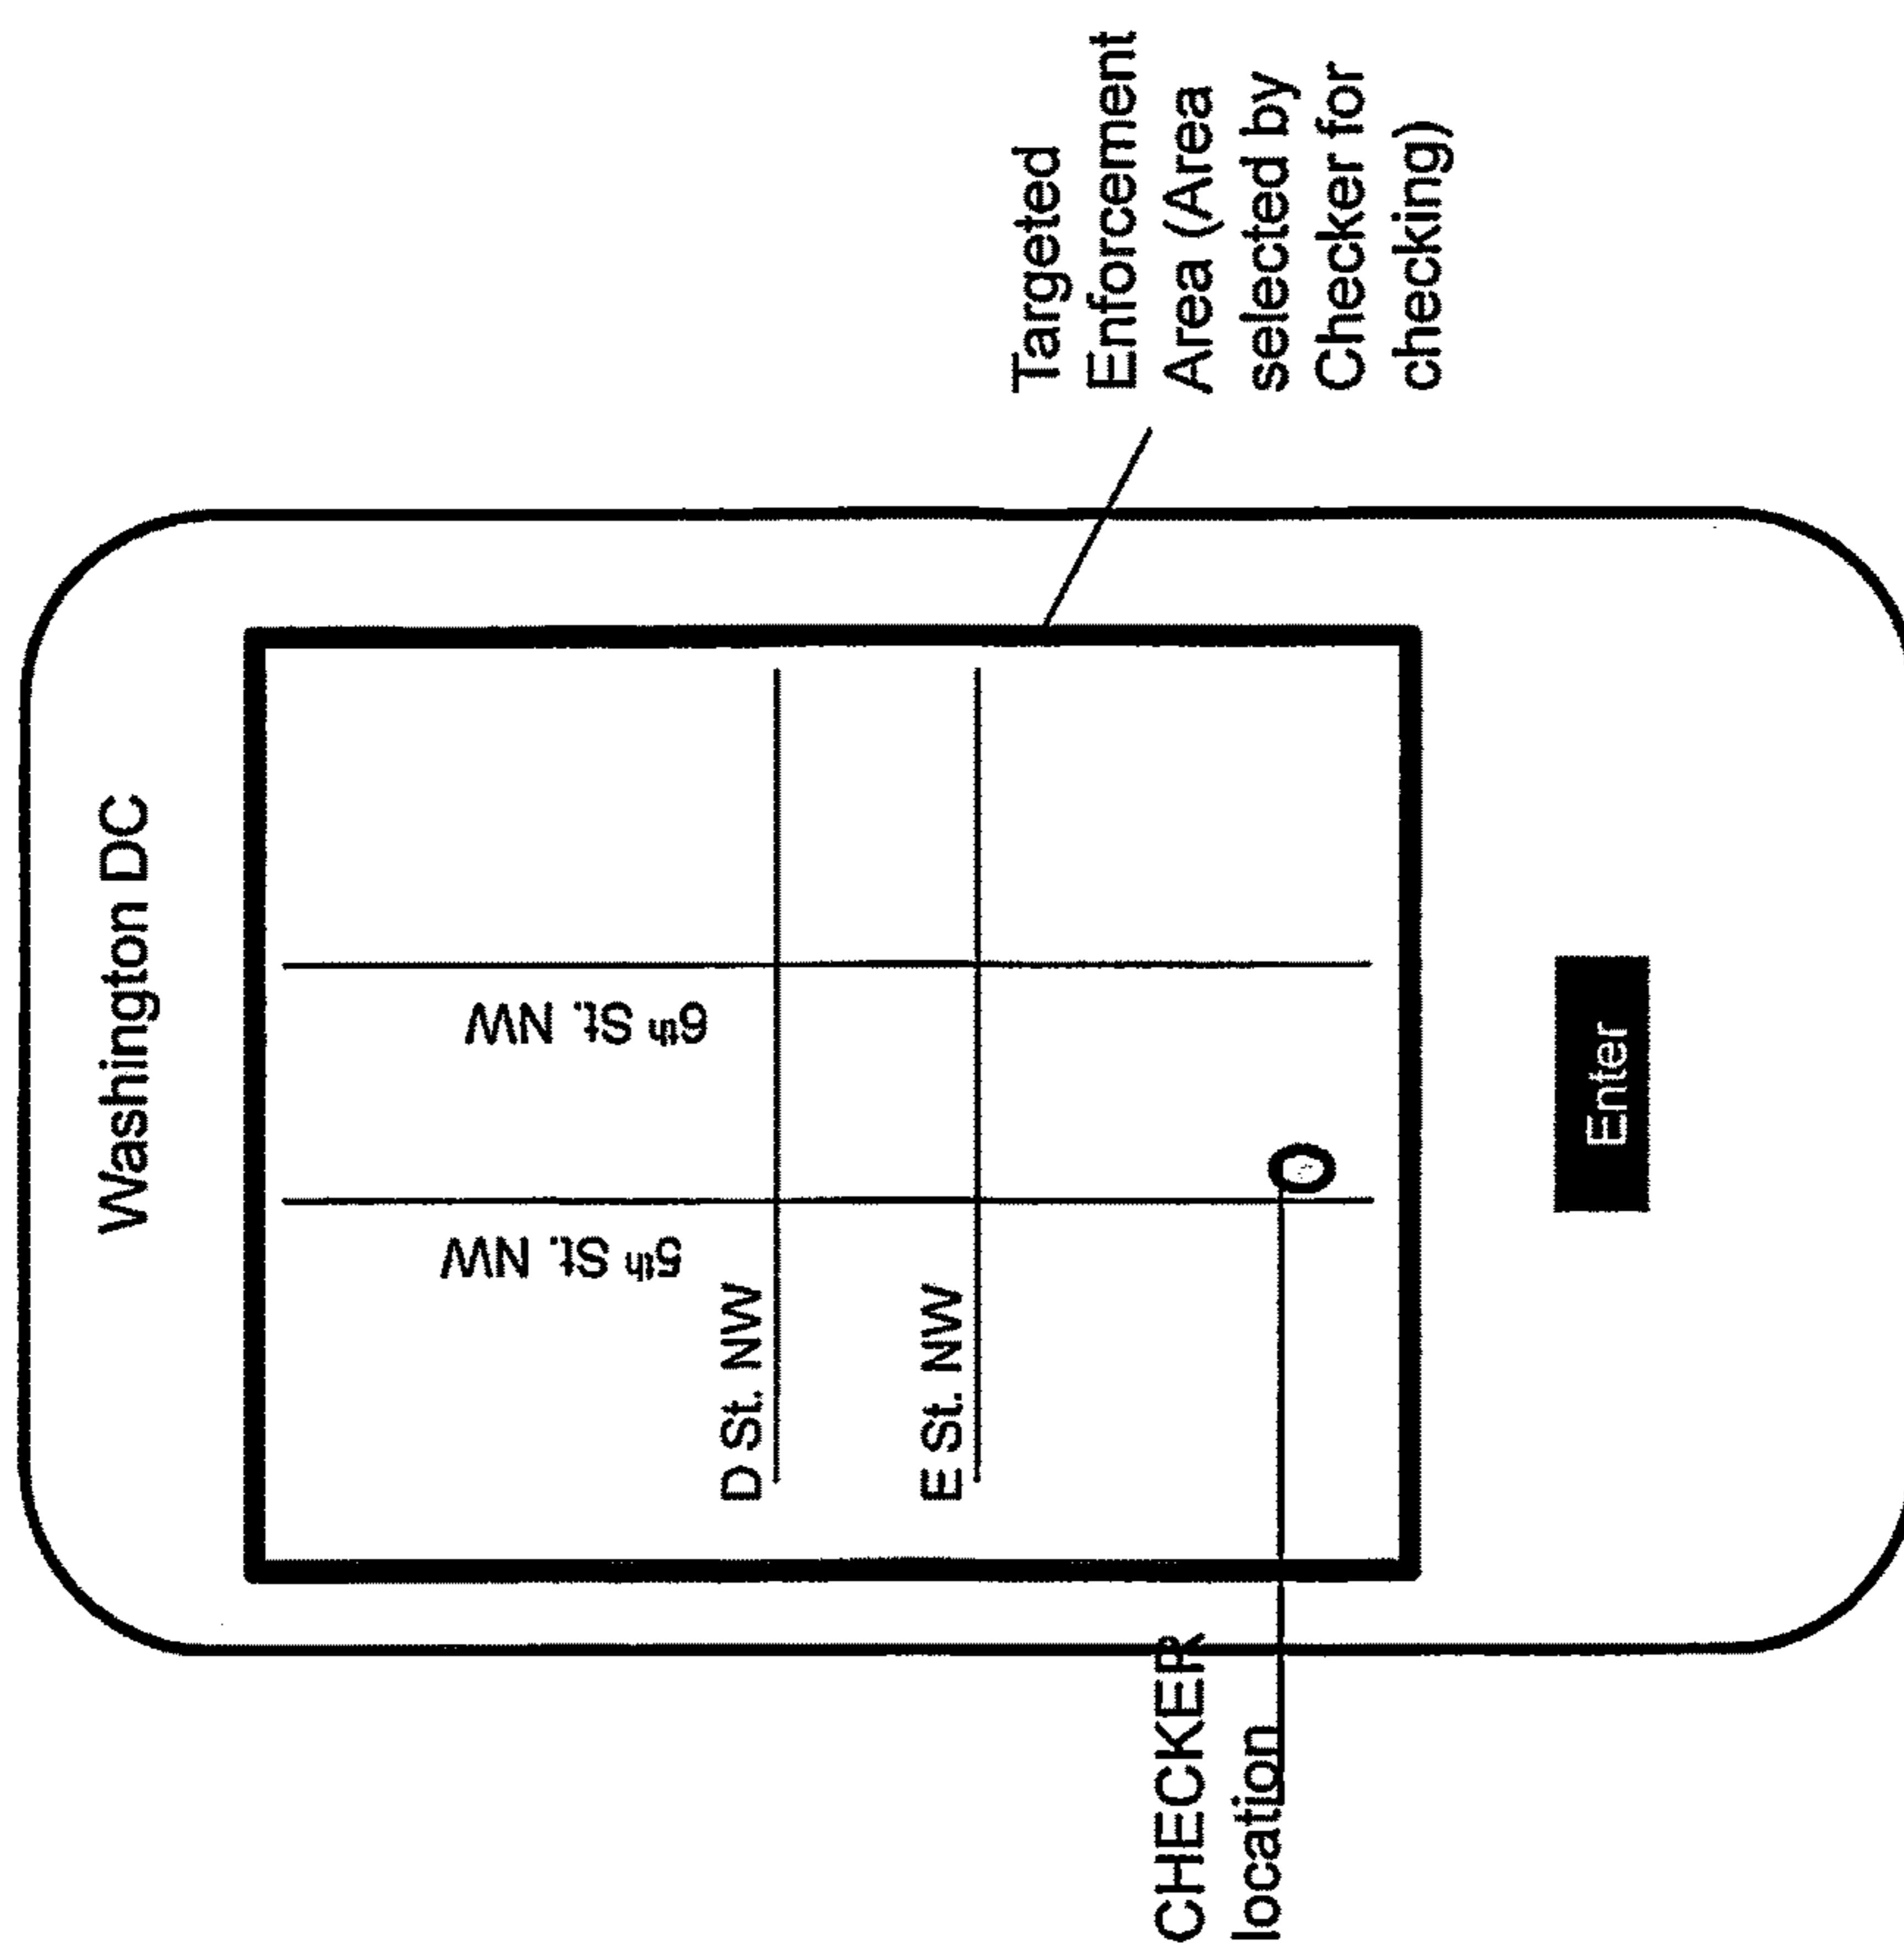 Washington DC
6th St. NW
5th St. NW
D St. NW
E St. NW
Targeted
Enforcement
Area (Area
selected by
Checker for
checking)
CHECKER
location
Enter